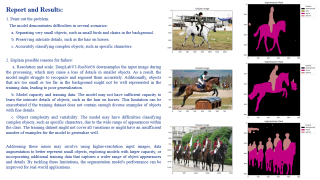 Report and Results:
1. Point out the problem:
The model demonstrates difficulties in several scenarios:
a. Separating very small objects, such as small birds and chairs in the background.
b. Preserving intricate details, such as the hair on horses.
c. Accurately classifying complex objects, such as specific characters.
2. Explain possible reasons for failure:
a. Resolution and scale: DeepLabV3-ResNet50 downsamples the input image during
the processing, which may cause a loss of details in smaller objects. As a result, the
model might struggle to recognize and segment them accurately. Additionally, objects
that are too small or too far in the background might not be well represented in the
training data, leading to poor generalization.
b. Model capacity and training data: The model may not have sufficient capacity to
learn the intricate details of objects, such as the hair on horses. This limitation can be
exacerbated if the training dataset does not contain enough diverse examples of objects
with fine details.
c. Object complexity and variability: The model may have difficulties classifying
complex objects, such as specific characters, due to the wide range of appearances within
the class. The training dataset might not cover all variations or might have an insufficient
number of examples for the model to generalize well.
Addressing these issues may involve using higher-resolution input images, data
augmentation to better represent small objects, exploring models with larger capacity, or
incorporating additional training data that captures a wider range of object appearances
and details. By tackling these limitations, the segmentation model's performance can be
improved for real-world applications.